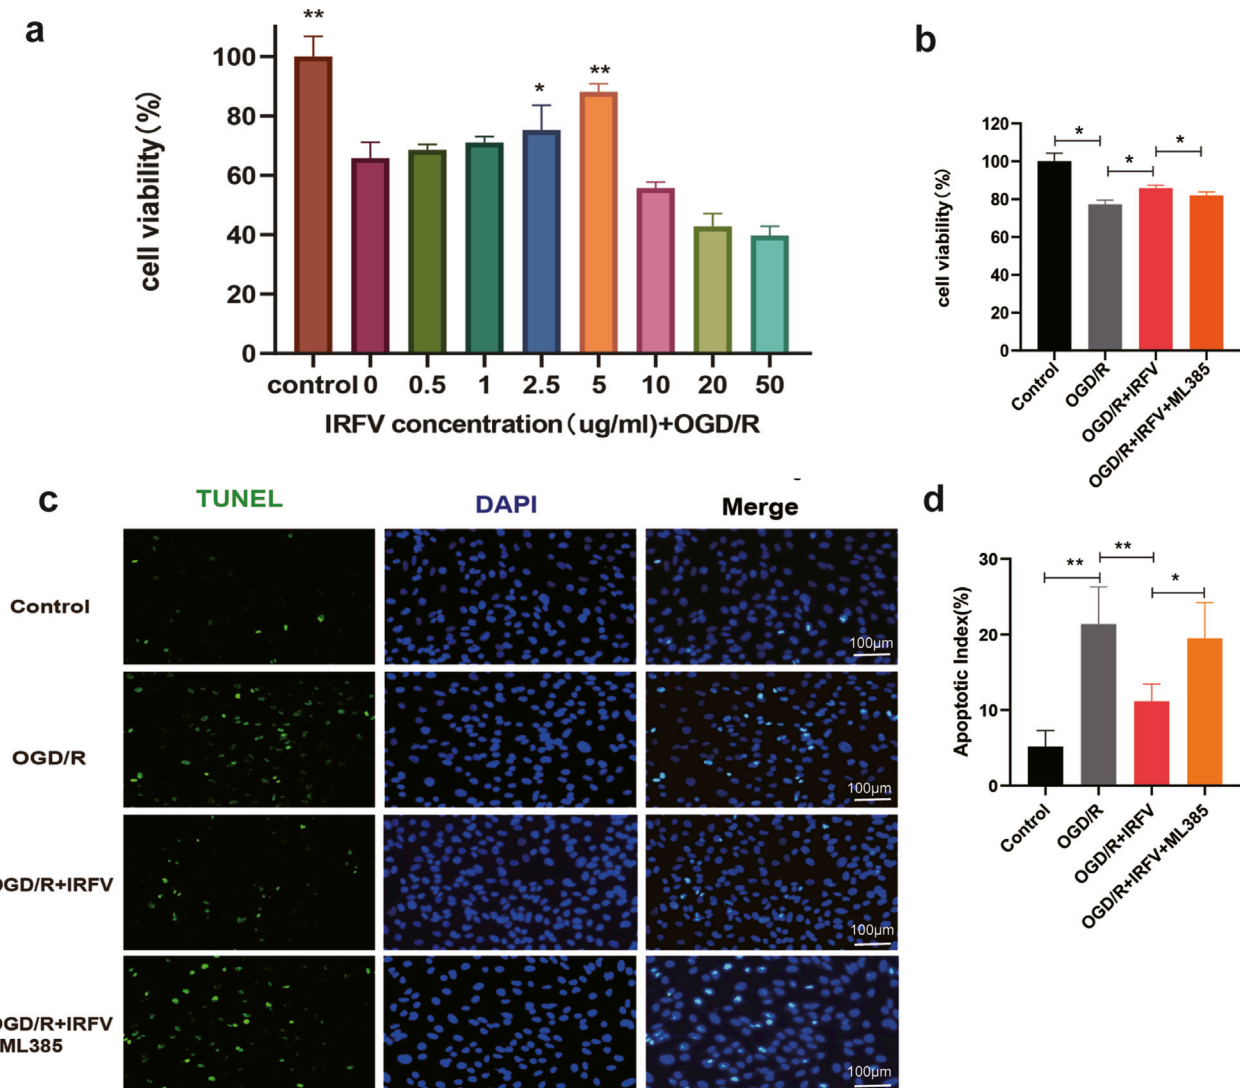 a
**
100
80
60
40
20
0
cell viability(%)
*
**
control 0 0.5 1 2.5 5 10 20 50
IRFV concentration(ug/ml)+OGD/R
b
120
100
80
60
40
20
0
cell viability(%)
*
*
*
Control
OGD/R
OGD/R+IRFV
OGD/R+IRFV+ML385
c
TUNEL DAPI Merge
Control
100μm
OGD/R
100μm
OGD/R+IRFV
100μm
OGD/R+IRFV
ML385
100μm
d
30
20
10
0
Apoptotic Index(%)
**
**
*
Control
OGD/R
OGD/R+IRFV
OGD/R+IRFV+ML385